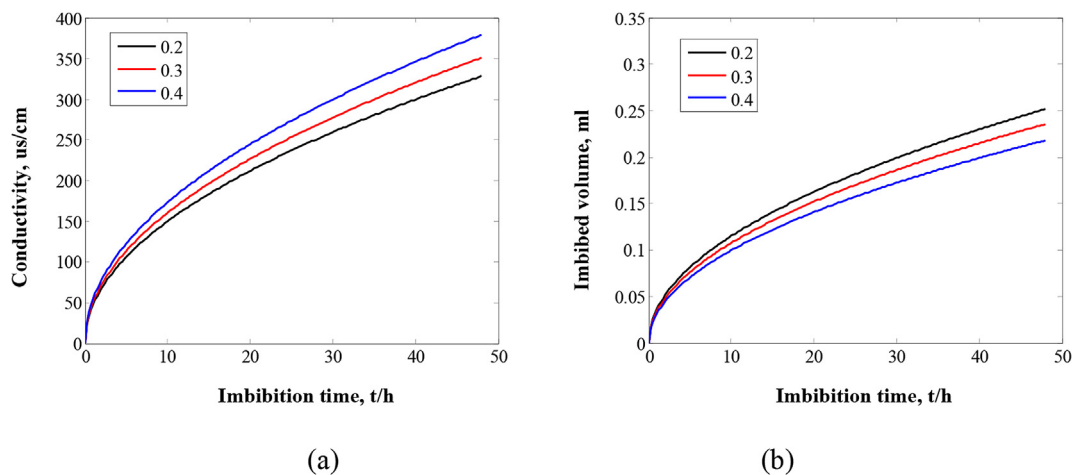 400
350
300
250
200
150
100
50
0
0 10 20 30 40 50
Conductivity, us/cm
Imbibition time, t/h
0.2
0.3
0.4
(a)
0.35
0.3
0.25
0.2
0.15
0.1
0.05
0
0 10 20 30 40 50
Imbibed volume, ml
Imbibition time, t/h
0.2
0.3
0.4
(b)